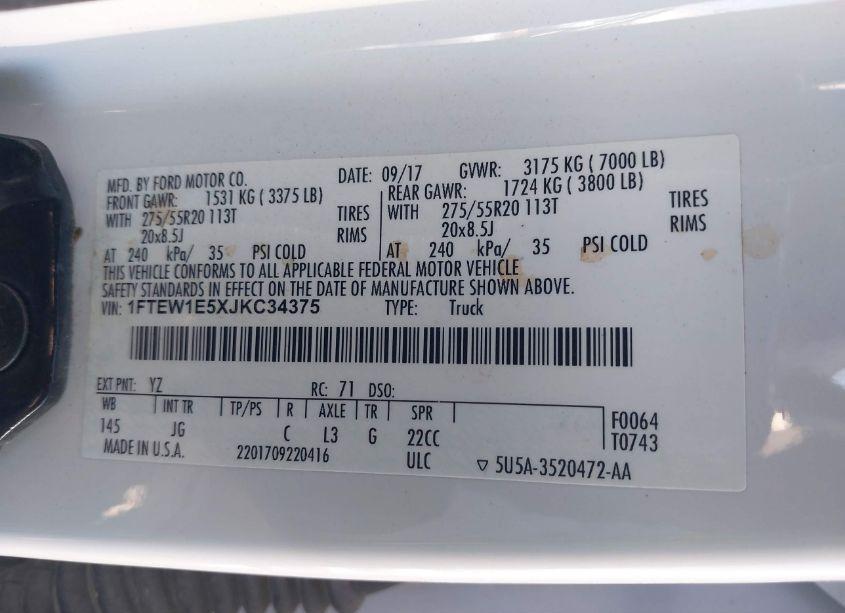 MFD. BY FORD MOTOR CO. DATE: 09/17 GVWR: 3175 KG ( 7000 LB)
FRONT GAWR: 1531 KG ( 3375 LB) REAR GAWR: 1724 KG ( 3800 LB)
WITH 275/55R20 113T TIRES WITH 275/55R20 113T TIRES
20x8.5J RIMS 20x8.5J RIMS
AT 240 kPa/ 35 PSI COLD AT 240 kPa/ 35 PSI COLD
THIS VEHICLE CONFORMS TO ALL APPLICABLE FEDERAL MOTOR VEHICLE
SAFETY STANDARDS IN EFFECT ON THE DATE OF MANUFACTURE SHOWN ABOVE.
VIN: 1FTEW1E5XJKC34375 TYPE: Truck
EXT PNT: YZ RC: 71 DSO:
WB INT TR TP/PS R AXLE TR SPR F0064
145 JG C L3 G 22CC T0743
MADE IN U.S.A. 2201709220416 ULC ▽ 5U5A-3520472-AA